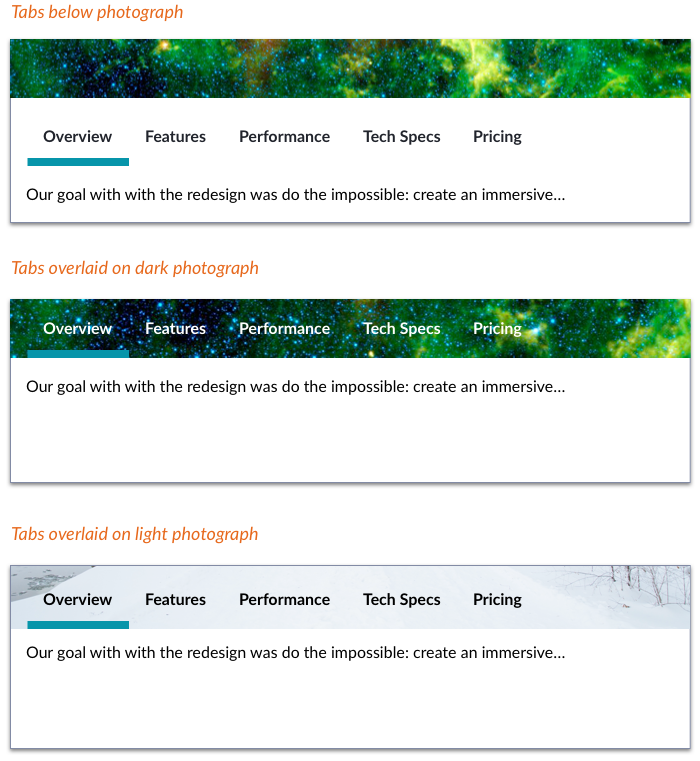 Tabs below photograph
Overview Features Performance Tech Specs Pricing
Our goal with with the redesign was do the impossible: create an immersive...
Tabs overlaid on dark photograph
Overview Features Performance Tech Specs Pricing
Our goal with with the redesign was do the impossible: create an immersive...
Tabs overlaid on light photograph
Overview Features Performance Tech Specs Pricing
Our goal with with the redesign was do the impossible: create an immersive...